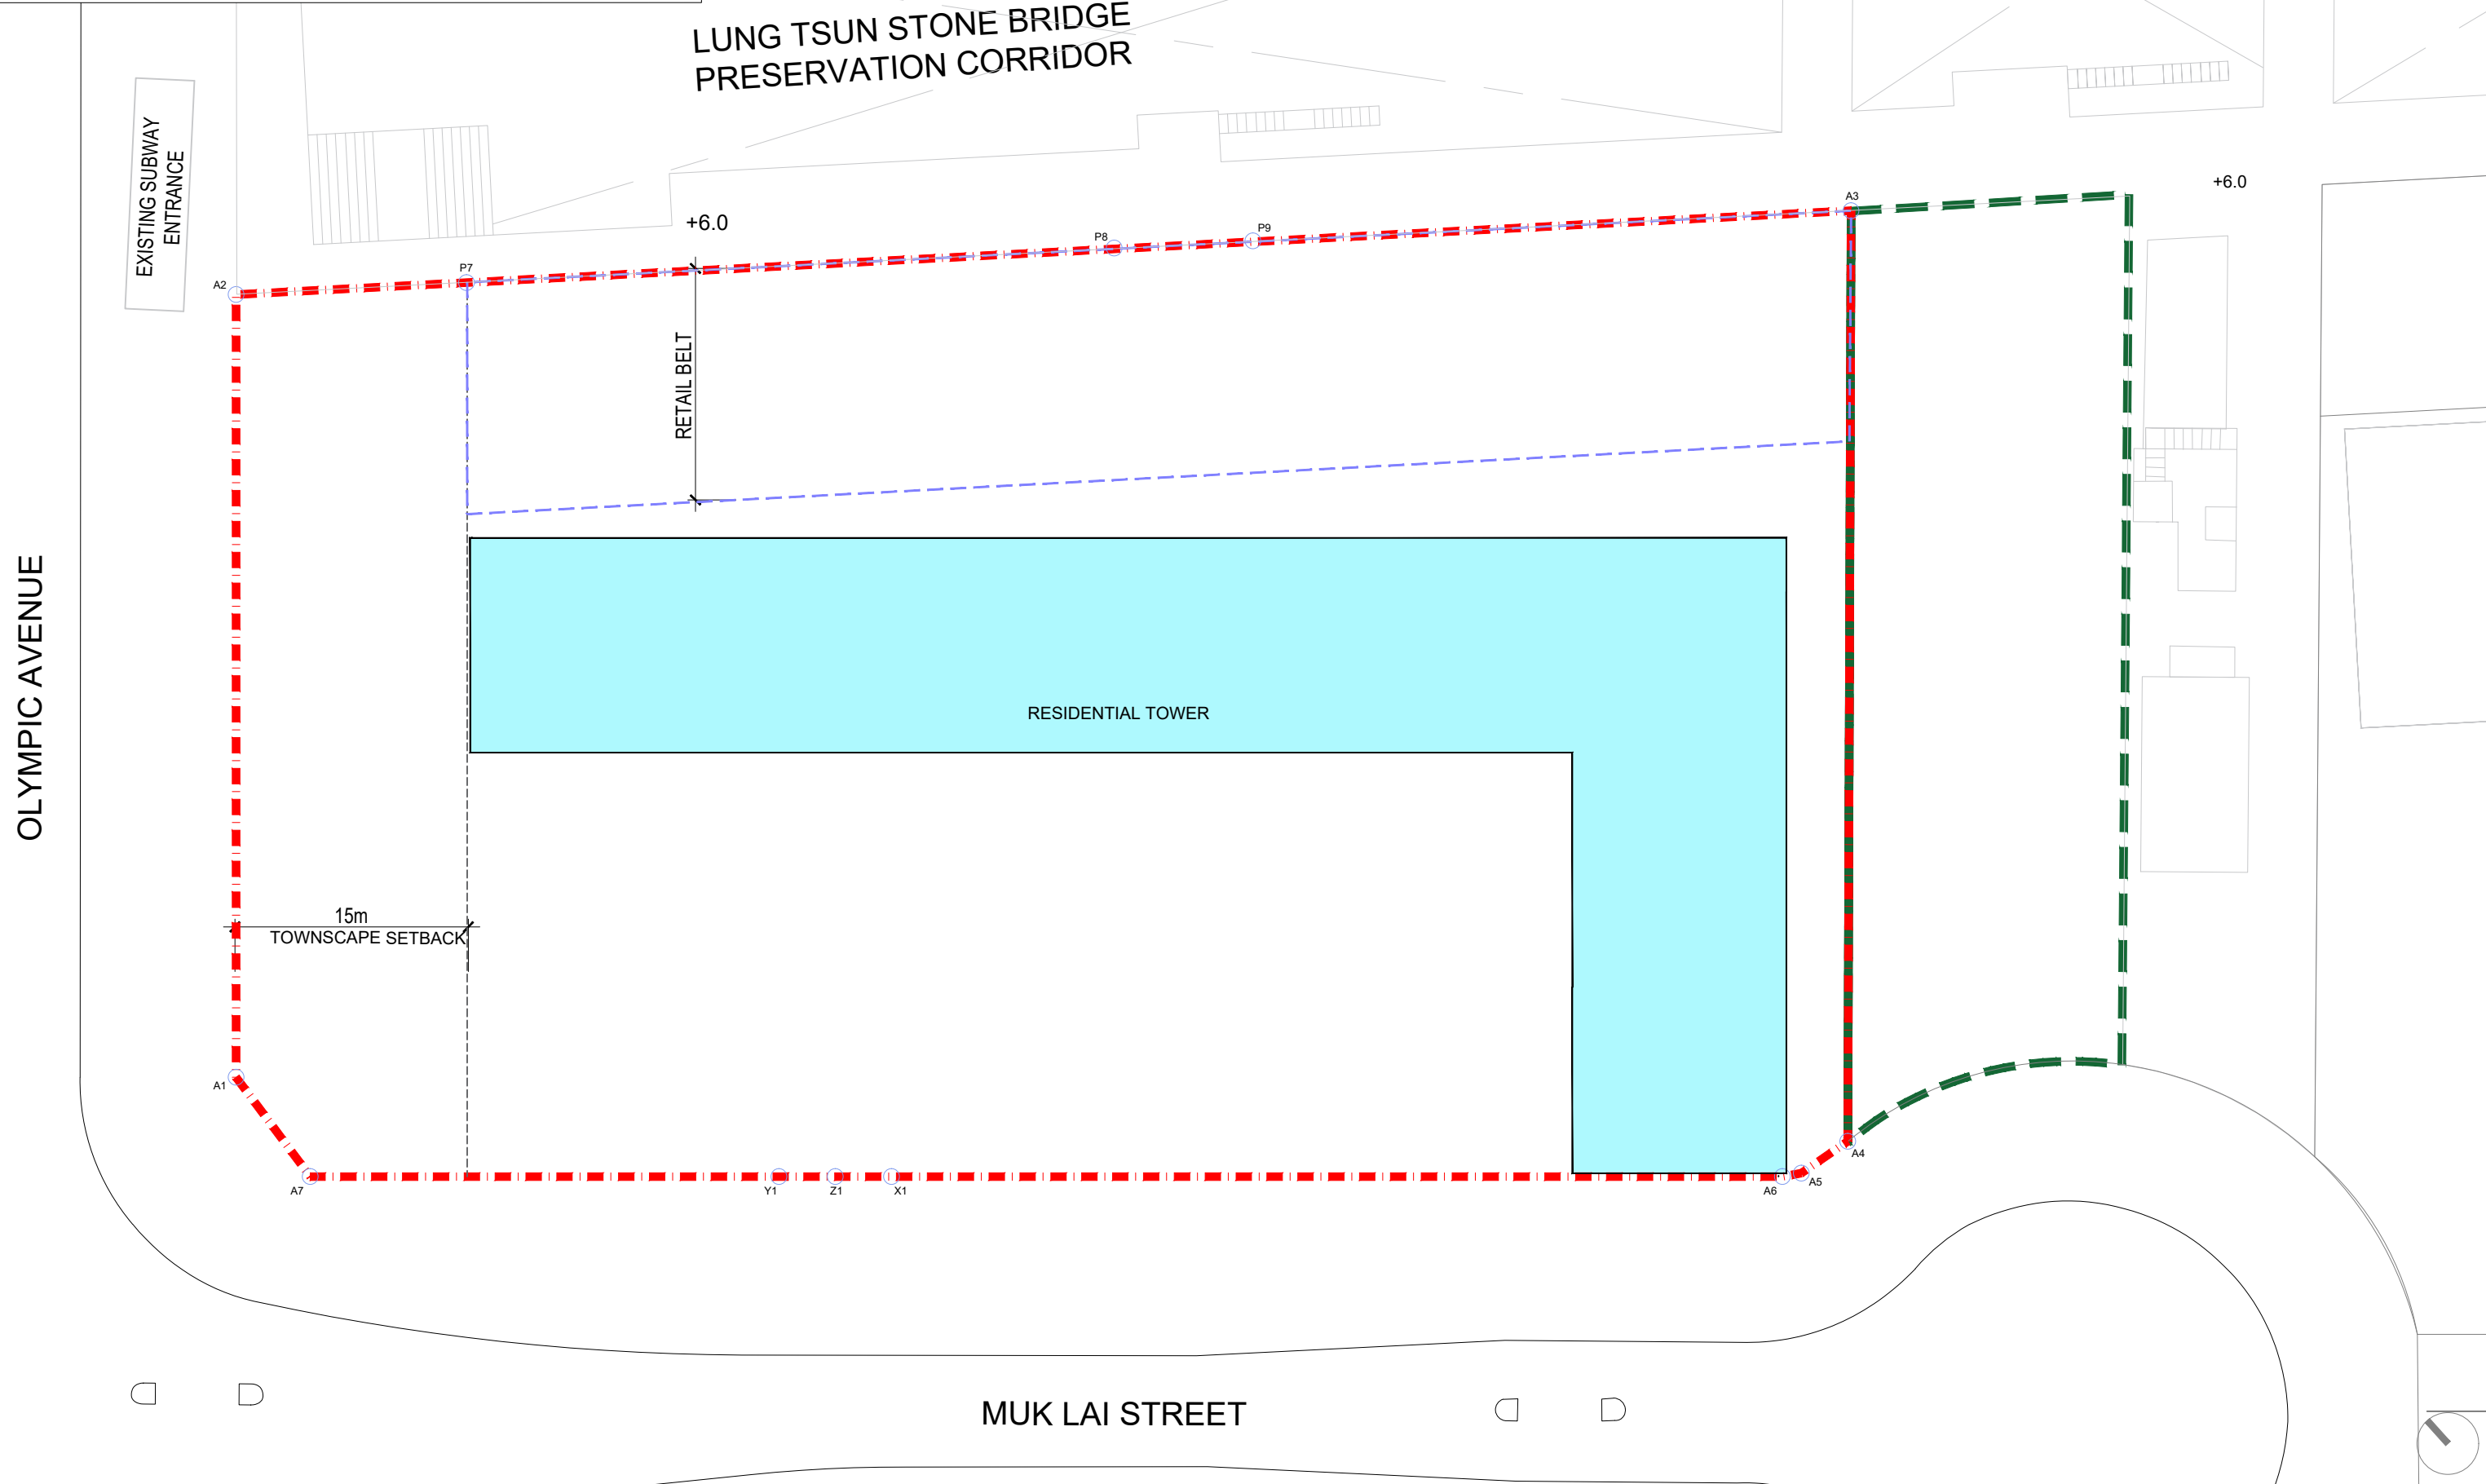 LUNG TSUN STONE BRIDGE
PRESERVATION CORRIDOR
EXISTING SUBWAY
ENTRANCE
+6.0
+6.0
A3
P9
P8
P7
A2
RETAIL BELT
OLYMPIC AVENUE
RESIDENTIAL TOWER
15m
TOWNSCAPE SETBACK
A1
A4
A5
A6
A7
Y1
Z1
X1
MUK LAI STREET